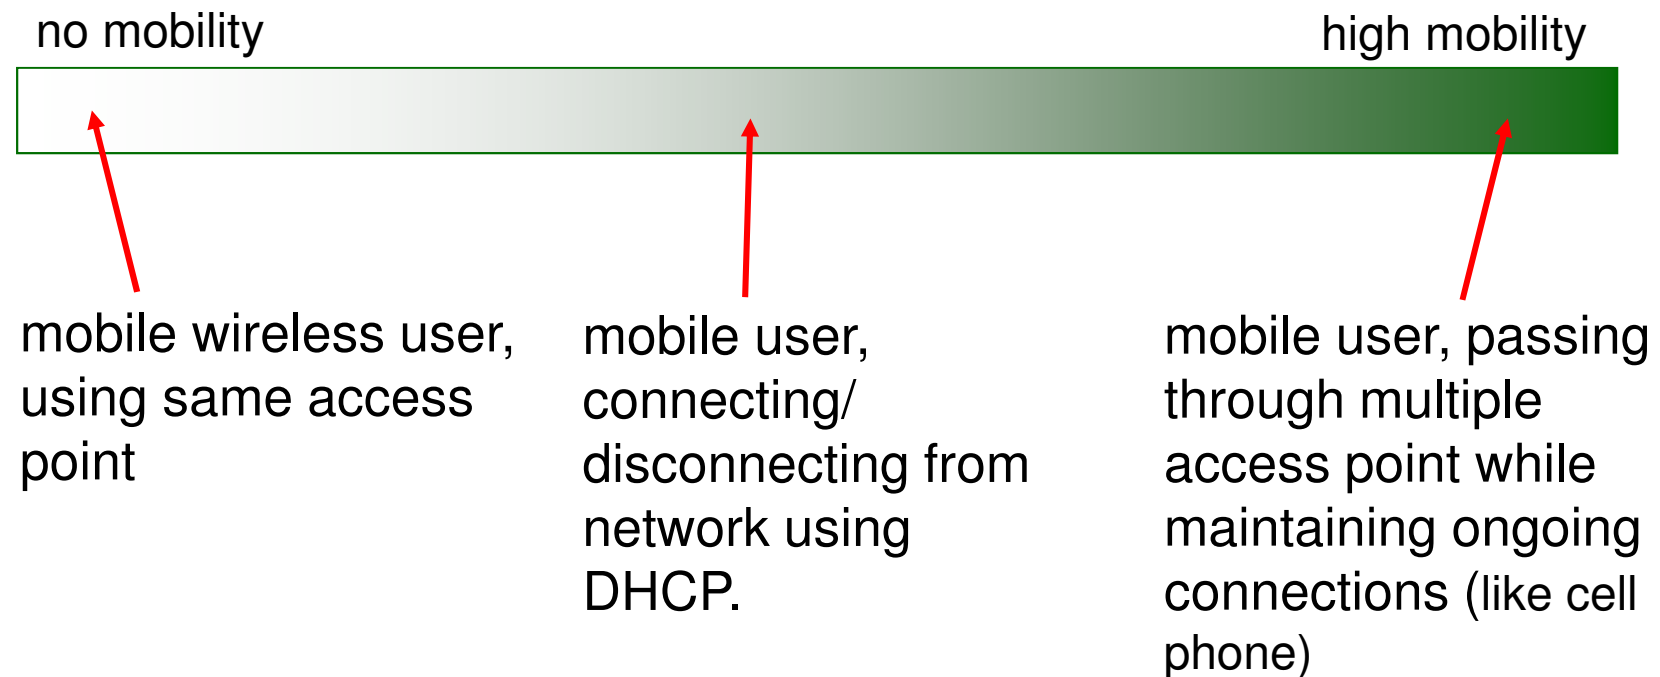 no mobility
high mobility
mobile wireless user,
using same access
point
mobile user,
connecting/
disconnecting from
network using
DHCP.
mobile user, passing
through multiple
access point while
maintaining ongoing
connections (like cell
phone)